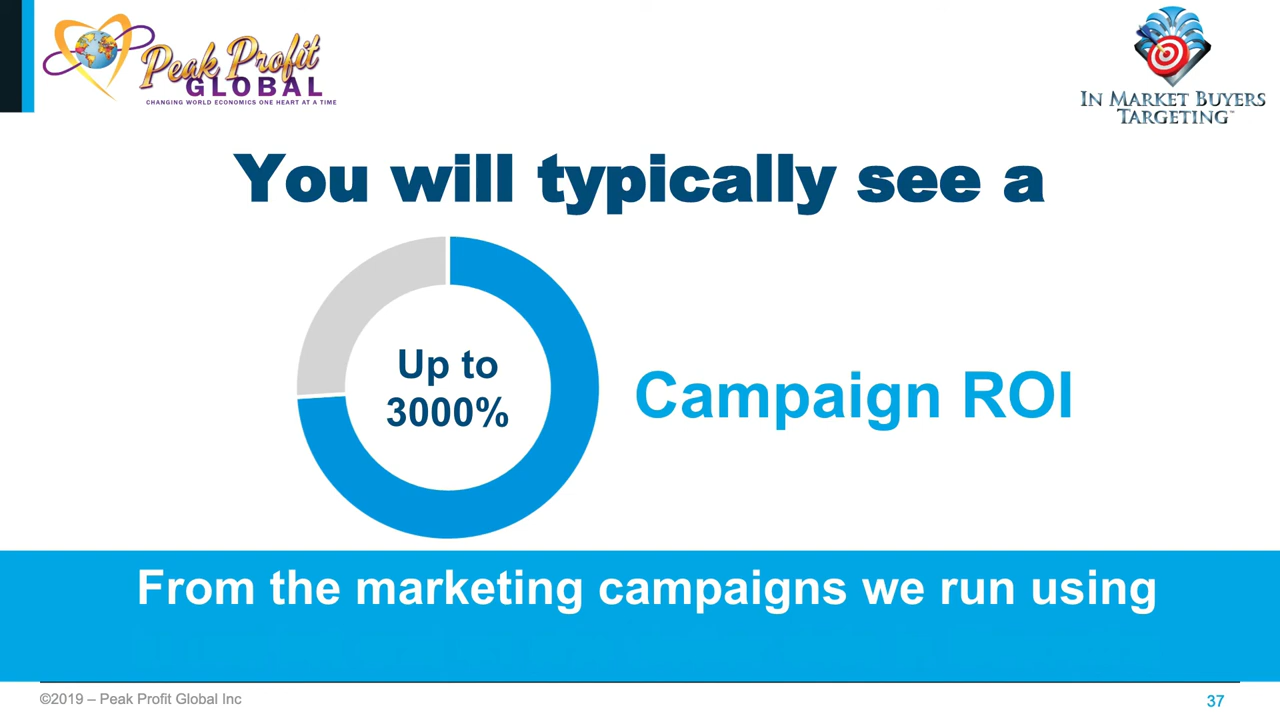 Peak Profit
GLOBAL
CHANGING WORLD ECONOMICS ONE HEART AT A TIME
IN MARKET BUYERS
TARGETING™
You will typically see a
Up to
3000%
Campaign ROI
From the marketing campaigns we run using
©2019 – Peak Profit Global Inc
37